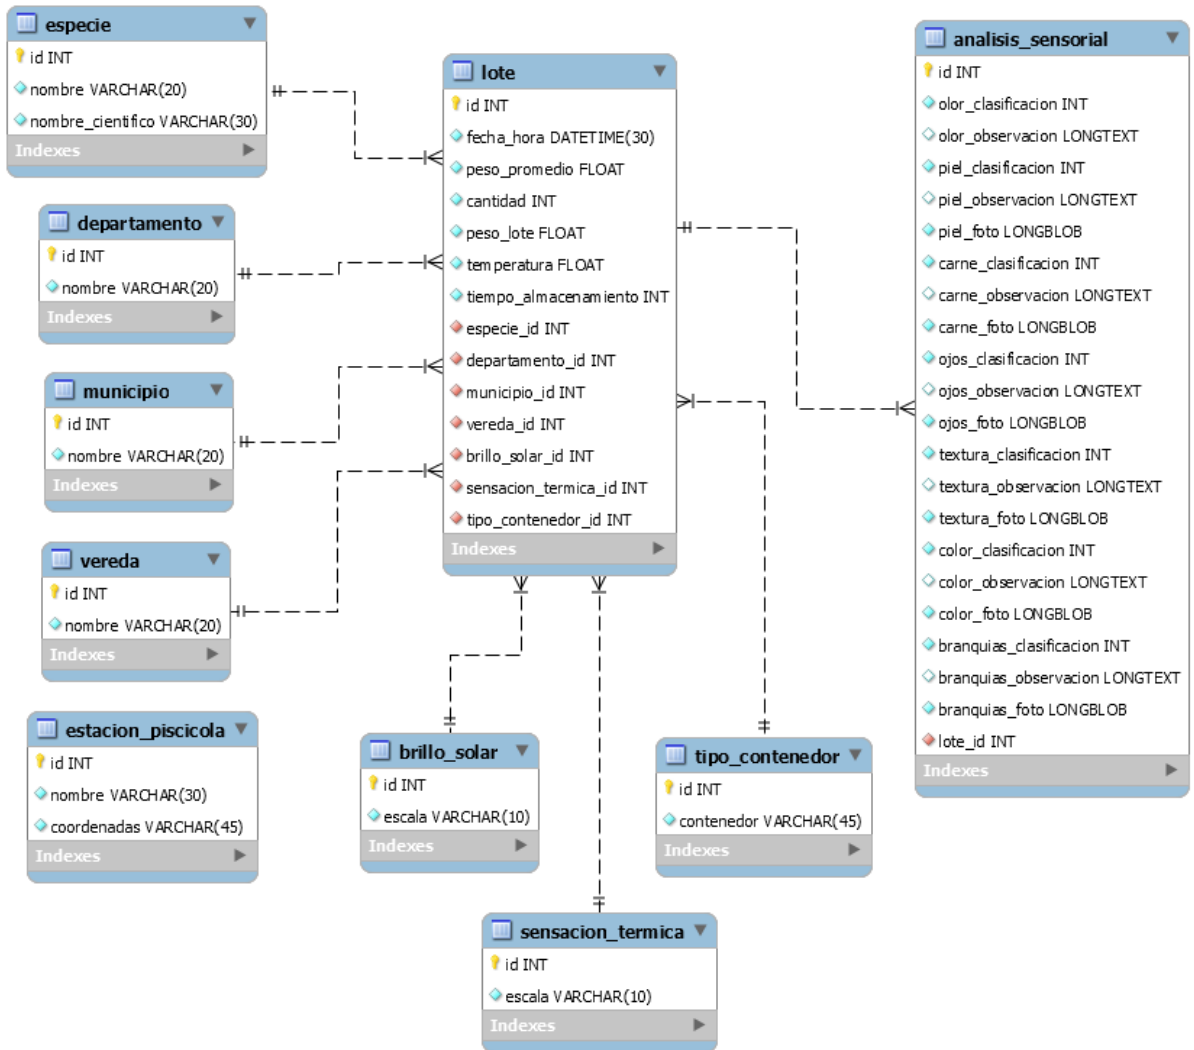 especie
id INT
nombre VARCHAR(20)
nombre_cientifico VARCHAR(30)
Indexes
departamento
id INT
nombre VARCHAR(20)
Indexes
municipio
id INT
nombre VARCHAR(20)
Indexes
vereda
id INT
nombre VARCHAR(20)
Indexes
estacion_piscicola
id INT
nombre VARCHAR(30)
coordenadas VARCHAR(45)
Indexes
lote
id INT
fecha_hora DATETIME(30)
peso_promedio FLOAT
cantidad INT
peso_lote FLOAT
temperatura FLOAT
tiempo_almacenamiento INT
especie_id INT
departamento_id INT
municipio_id INT
vereda_id INT
brillo_solar_id INT
sensacion_termica_id INT
tipo_contenedor_id INT
Indexes
brillo_solar
id INT
escala VARCHAR(10)
Indexes
sensacion_termica
id INT
escala VARCHAR(10)
Indexes
tipo_contenedor
id INT
contenedor VARCHAR(45)
Indexes
analisis_sensorial
id INT
olor_clasificacion INT
olor_observacion LONGTEXT
piel_clasificacion INT
piel_observacion LONGTEXT
piel_foto LONGBLOB
carne_clasificacion INT
carne_observacion LONGTEXT
carne_foto LONGBLOB
ojos_clasificacion INT
ojos_observacion LONGTEXT
ojos_foto LONGBLOB
textura_clasificacion INT
textura_observacion LONGTEXT
textura_foto LONGBLOB
color_clasificacion INT
color_observacion LONGTEXT
color_foto LONGBLOB
branquias_clasificacion INT
branquias_observacion LONGTEXT
branquias_foto LONGBLOB
lote_id INT
Indexes